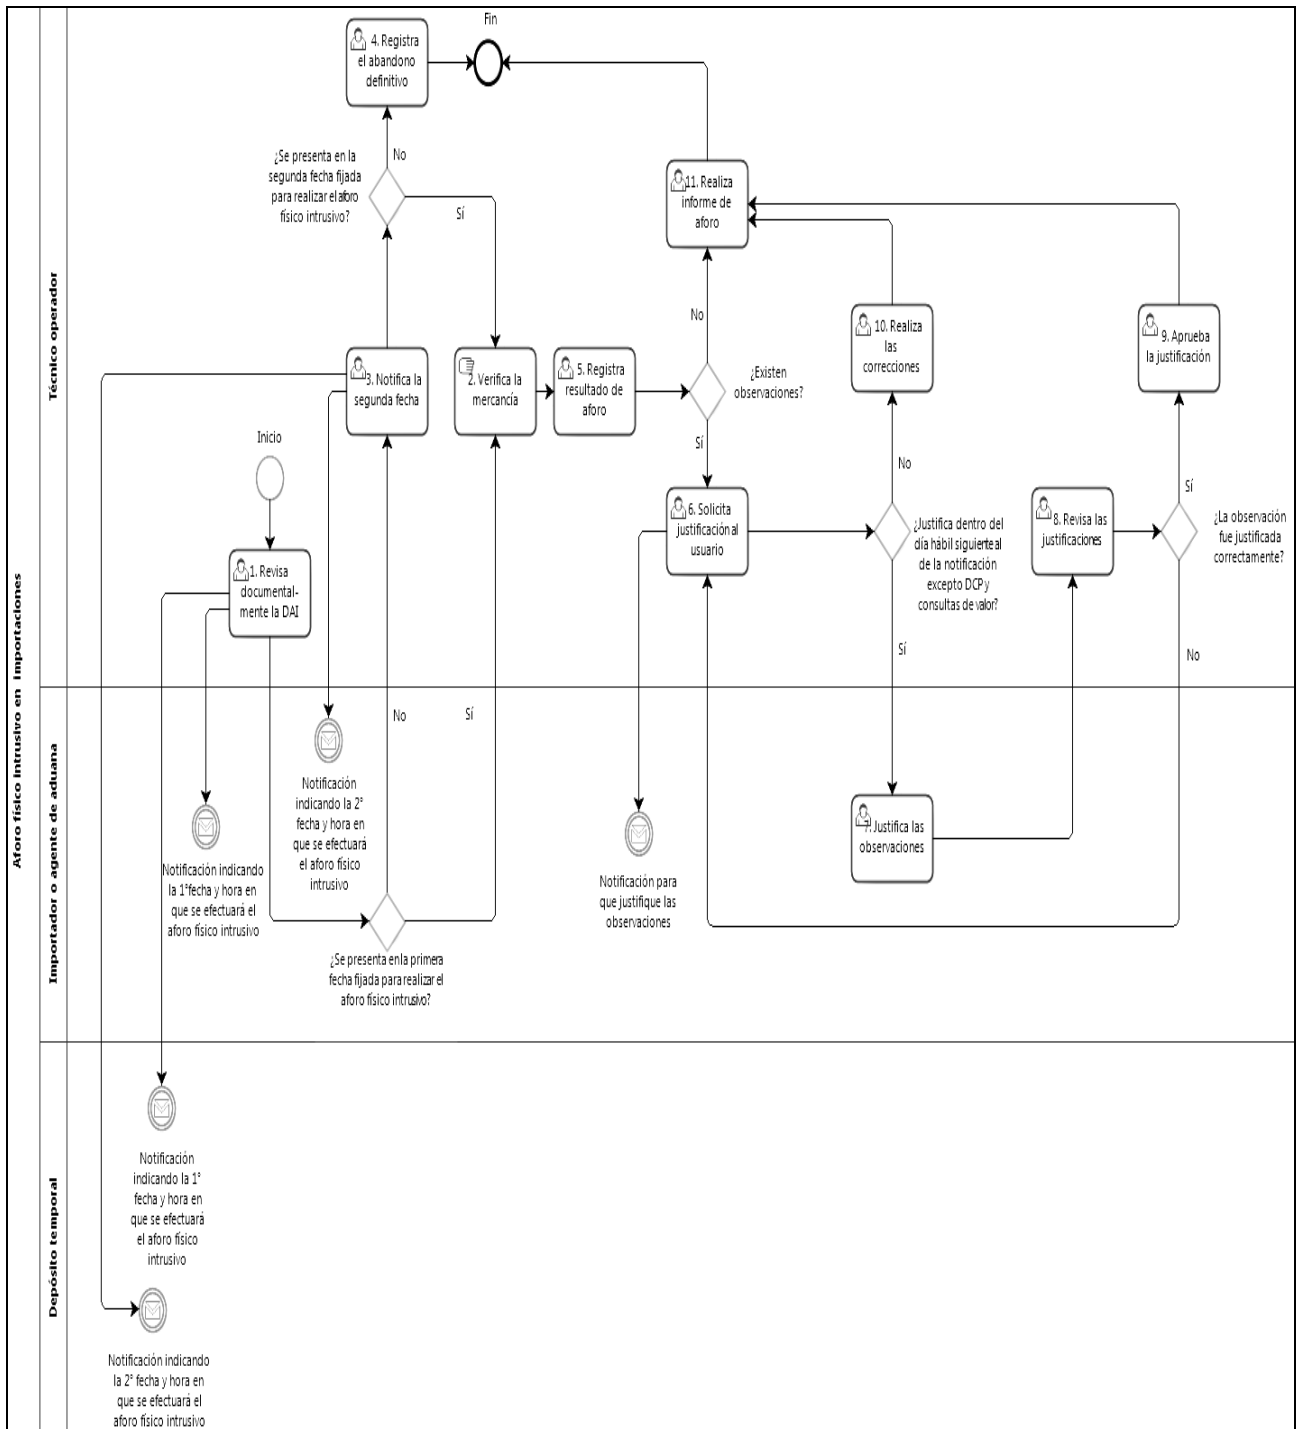 Aforo físico intrusivo en Importaciones
Técnico operador
Importador o agente de aduana
Depósito temporal
Fin
4. Registra
el abandono
definitivo
¿Se presenta en la
segunda fecha fijada
para realizar el aforo
físico intrusivo?
No
Sí
11. Realiza
informe de
aforo
3. Notifica la
segunda fecha
2. Verifica la
mercancía
5. Registra
resultado de
aforo
No
¿Existen
observaciones?
Sí
10. Realiza
las
correcciones
9. Aprueba
la justificación
Inicio
1. Revisa
documental-
mente la DAI
6. Solicita
justificación al
usuario
No
¿Justifica dentro del
día hábil siguiente al
de la notificación
excepto DCP y
consultas de valor?
Sí
8. Revisa las
justificaciones
Sí
¿La observación
fue justificada
correctamente?
No
No
Sí
Notificación
indicando la 2°
fecha y hora en
que se efectuará
el aforo físico
intrusivo
Notificación indicando
la 1°fecha y hora en
que se efectuará el
aforo físico intrusivo
¿Se presenta en la primera
fecha fijada para realizar el
aforo físico intrusivo?
Notificación para
que justifique las
observaciones
7. Justifica las
observaciones
Notificación
indicando la 1°
fecha y hora en
que se efectuará
el aforo físico
intrusivo
Notificación indicando
la 2° fecha y hora en
que se efectuará el
aforo físico intrusivo